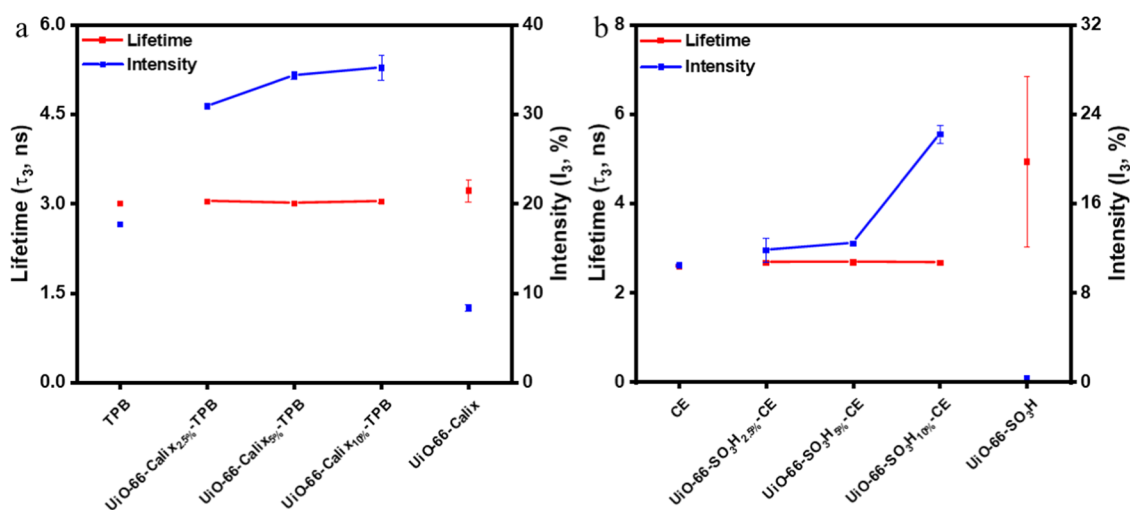 a
6.0
4.5
3.0
1.5
0.0
Lifetime (τ₃, ns)
Lifetime
Intensity
40
30
20
10
0
Intensity (I₃, %)
TPB
UiO-66-Calix₂.₅%-TPB
UiO-66-Calix₅%-TPB
UiO-66-Calix₁₀%-TPB
UiO-66-Calix
b
8
6
4
2
0
Lifetime (τ₃, ns)
Lifetime
Intensity
32
24
16
8
0
Intensity (I₃, %)
CE
UiO-66-SO₃H₂.₅%-CE
UiO-66-SO₃H₅%-CE
UiO-66-SO₃H₁₀%-CE
UiO-66-SO₃H